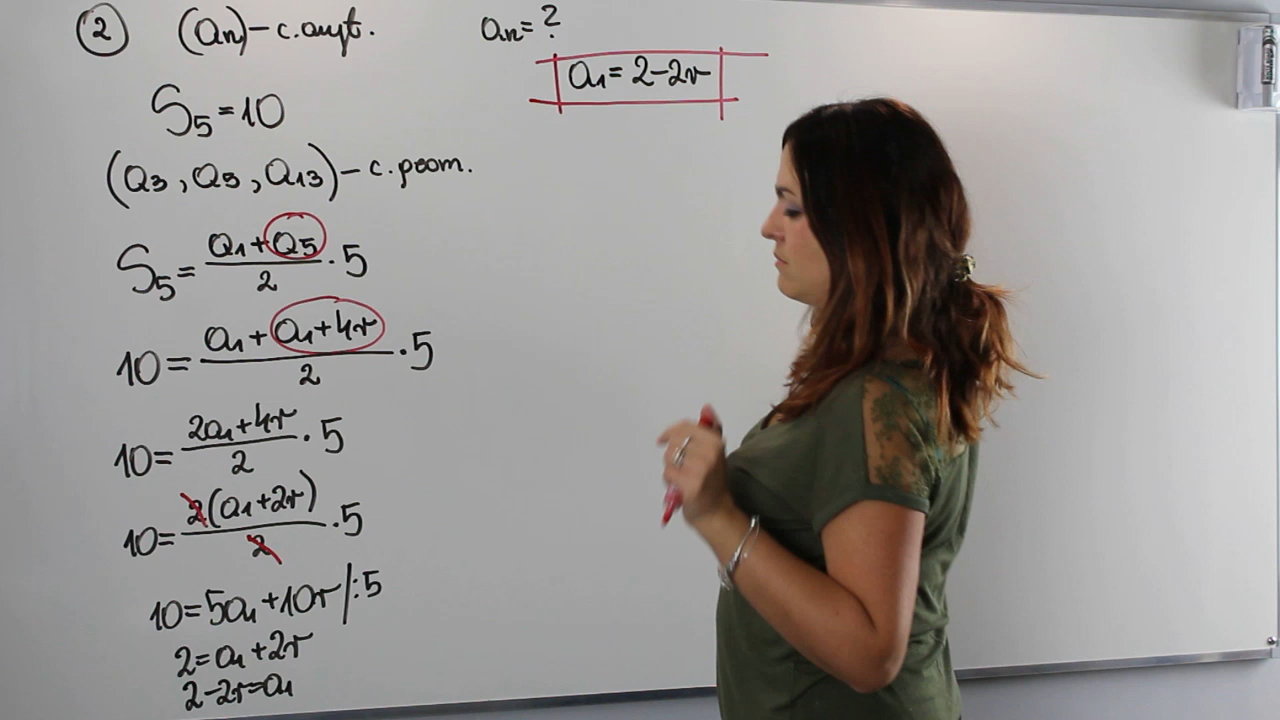 ② (an) - c. aryt. an = ?
a1 = 2 - 2r
S5 = 10
(a3, a5, a13) - c. geom.
S5 = (a1 + a5)/2 · 5
10 = (a1 + a1 + 4r)/2 · 5
10 = (2a1 + 4r)/2 · 5
10 = 2(a1 + 2r)/2 · 5
10 = 5a1 + 10r /:5
2 = a1 + 2r
2 - 2r = a1